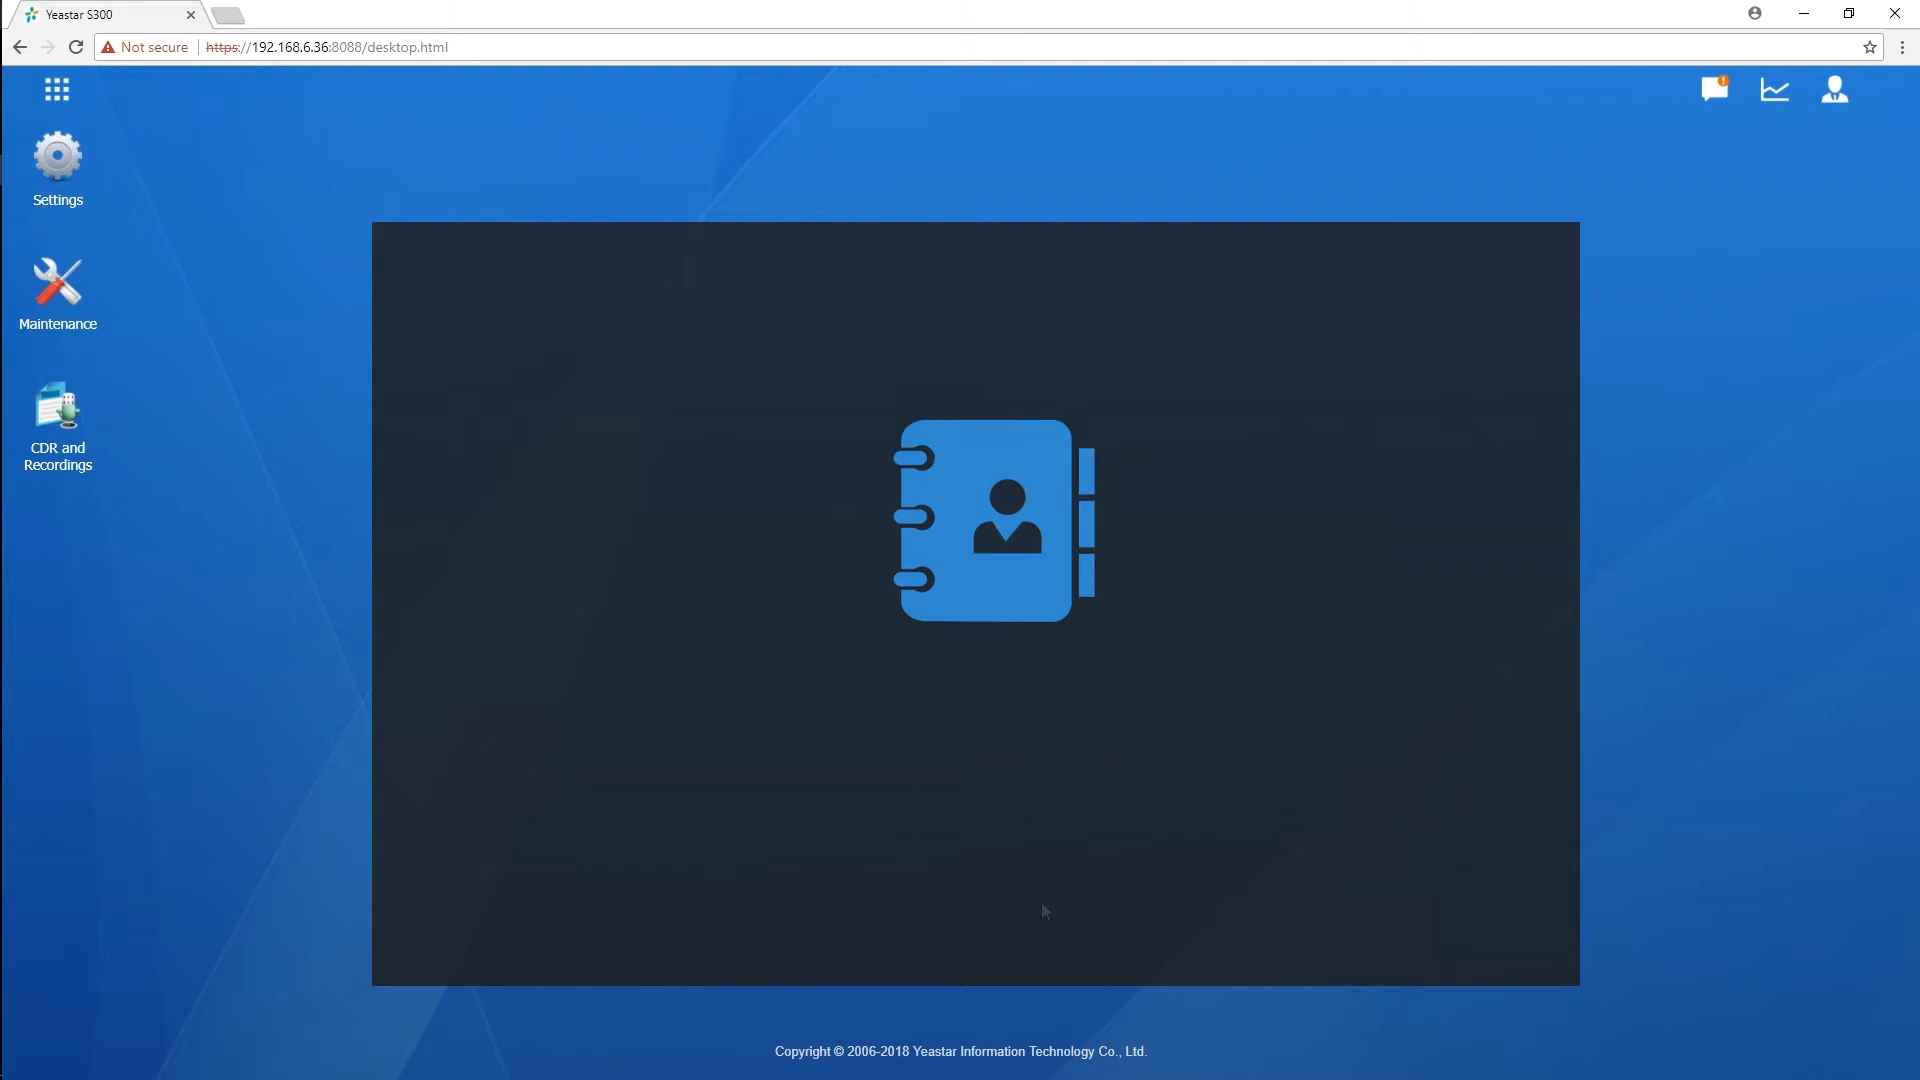 Yeastar S300
Not secure
https://192.168.6.36:8088/desktop.html
Settings
Maintenance
CDR and
Recordings
Copyright © 2006-2018 Yeastar Information Technology Co., Ltd.